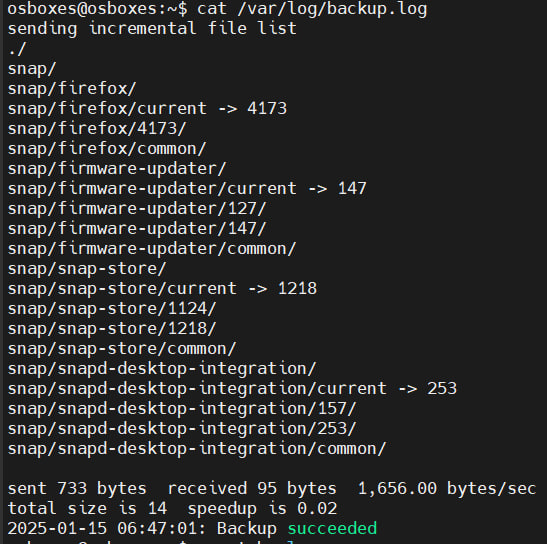 osboxes@osboxes:~$ cat /var/log/backup.log
sending incremental file list
./
snap/
snap/firefox/
snap/firefox/current -> 4173
snap/firefox/4173/
snap/firefox/common/
snap/firmware-updater/
snap/firmware-updater/current -> 147
snap/firmware-updater/127/
snap/firmware-updater/147/
snap/firmware-updater/common/
snap/snap-store/
snap/snap-store/current -> 1218
snap/snap-store/1124/
snap/snap-store/1218/
snap/snap-store/common/
snap/snapd-desktop-integration/
snap/snapd-desktop-integration/current -> 253
snap/snapd-desktop-integration/157/
snap/snapd-desktop-integration/253/
snap/snapd-desktop-integration/common/

sent 733 bytes  received 95 bytes  1,656.00 bytes/sec
total size is 14  speedup is 0.02
2025-01-15 06:47:01: Backup succeeded